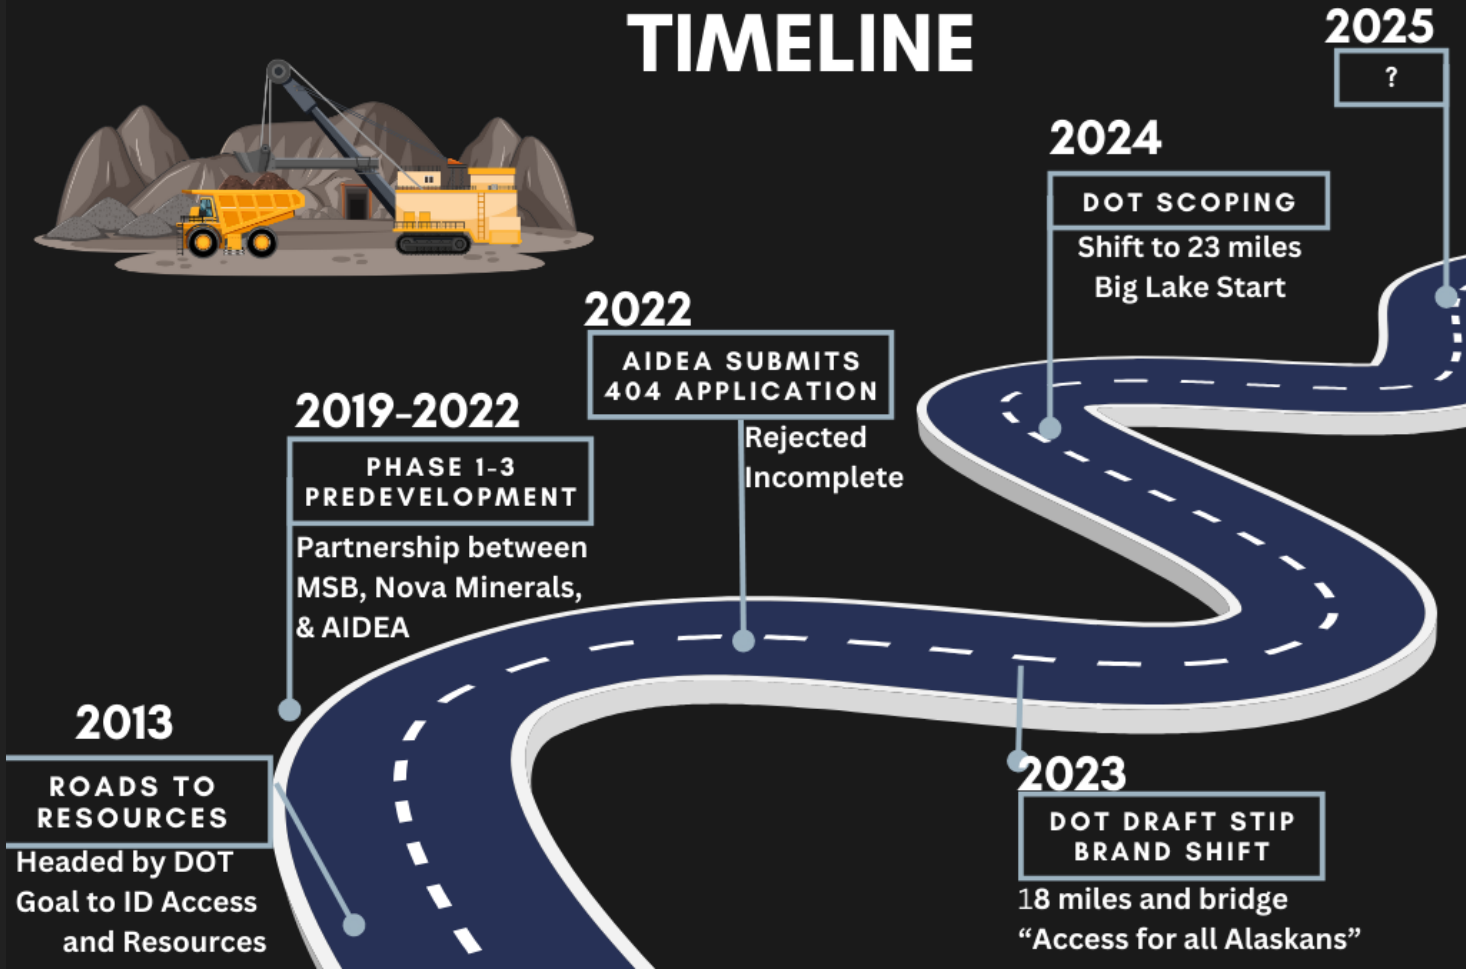 TIMELINE
2013
ROADS TO
RESOURCES
Headed by DOT
Goal to ID Access
and Resources
2019-2022
PHASE 1-3
PREDEVELOPMENT
Partnership between
MSB, Nova Minerals,
& AIDEA
2022
AIDEA SUBMITS
404 APPLICATION
Rejected
Incomplete
2023
DOT DRAFT STIP
BRAND SHIFT
18 miles and bridge
“Access for all Alaskans”
2024
DOT SCOPING
Shift to 23 miles
Big Lake Start
2025
?